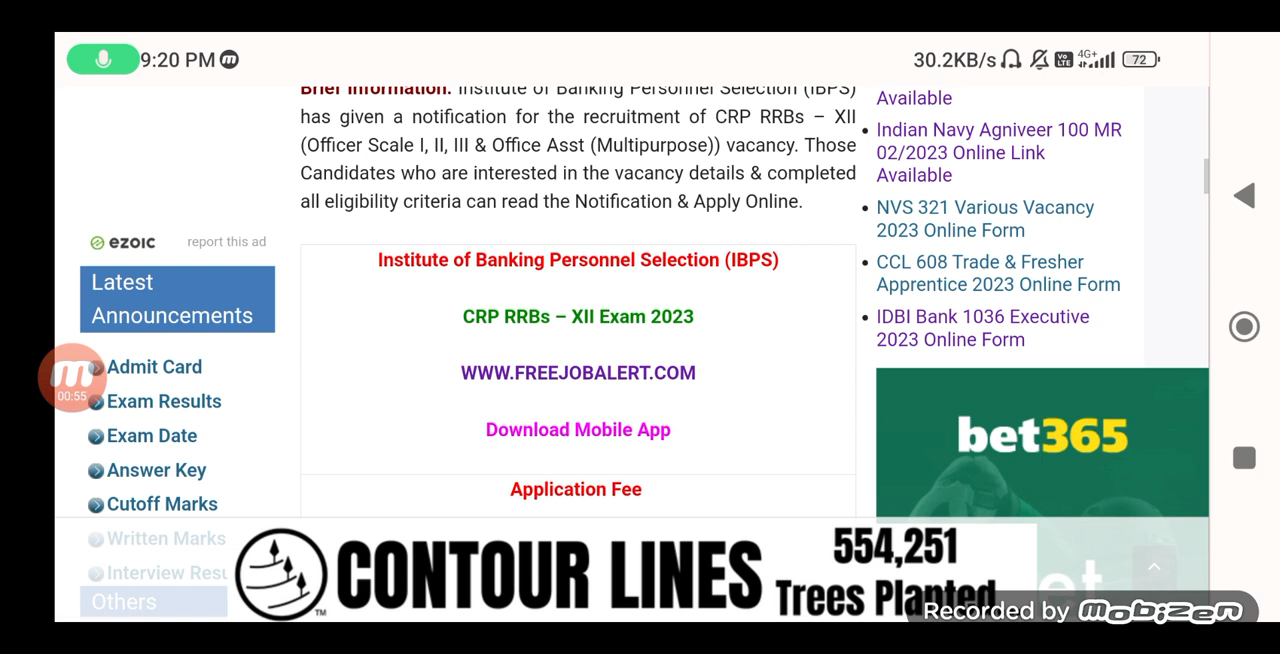 9:20 PM
30.2KB/s
Vo
LTE
4G+
72
Brief Information: Institute of Banking Personnel Selection (IBPS)
has given a notification for the recruitment of CRP RRBs – XII
(Officer Scale I, II, III & Office Asst (Multipurpose)) vacancy. Those
Candidates who are interested in the vacancy details & completed
all eligibility criteria can read the Notification & Apply Online.
ezoic
report this ad
Latest
Announcements
Admit Card
Exam Results
Exam Date
Answer Key
Cutoff Marks
Written Marks
Interview Resu
Others
00:55
Institute of Banking Personnel Selection (IBPS)
CRP RRBs – XII Exam 2023
WWW.FREEJOBALERT.COM
Download Mobile App
Application Fee
Available
Indian Navy Agniveer 100 MR
02/2023 Online Link
Available
NVS 321 Various Vacancy
2023 Online Form
CCL 608 Trade & Fresher
Apprentice 2023 Online Form
IDBI Bank 1036 Executive
2023 Online Form
bet365
CONTOUR LINES
TM
554,251
Trees Planted
Recorded by mobizen